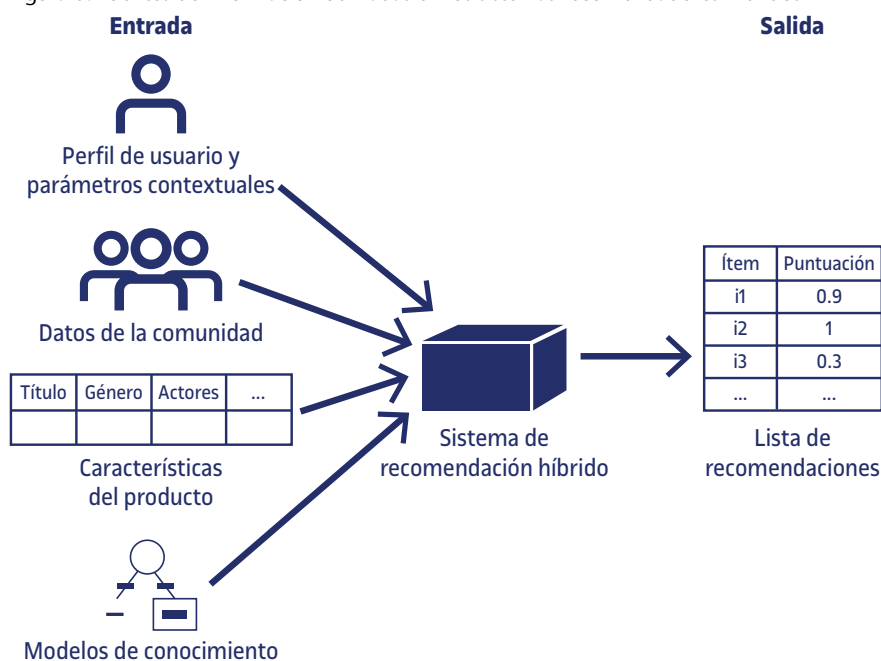 Entrada
Salida
Perfil de usuario y
parámetros contextuales
Datos de la comunidad
Título Género Actores ...
Características
del producto
Modelos de conocimiento
Sistema de
recomendación híbrido
Ítem Puntuación
i1 0.9
i2 1
i3 0.3
... ...
Lista de
recomendaciones